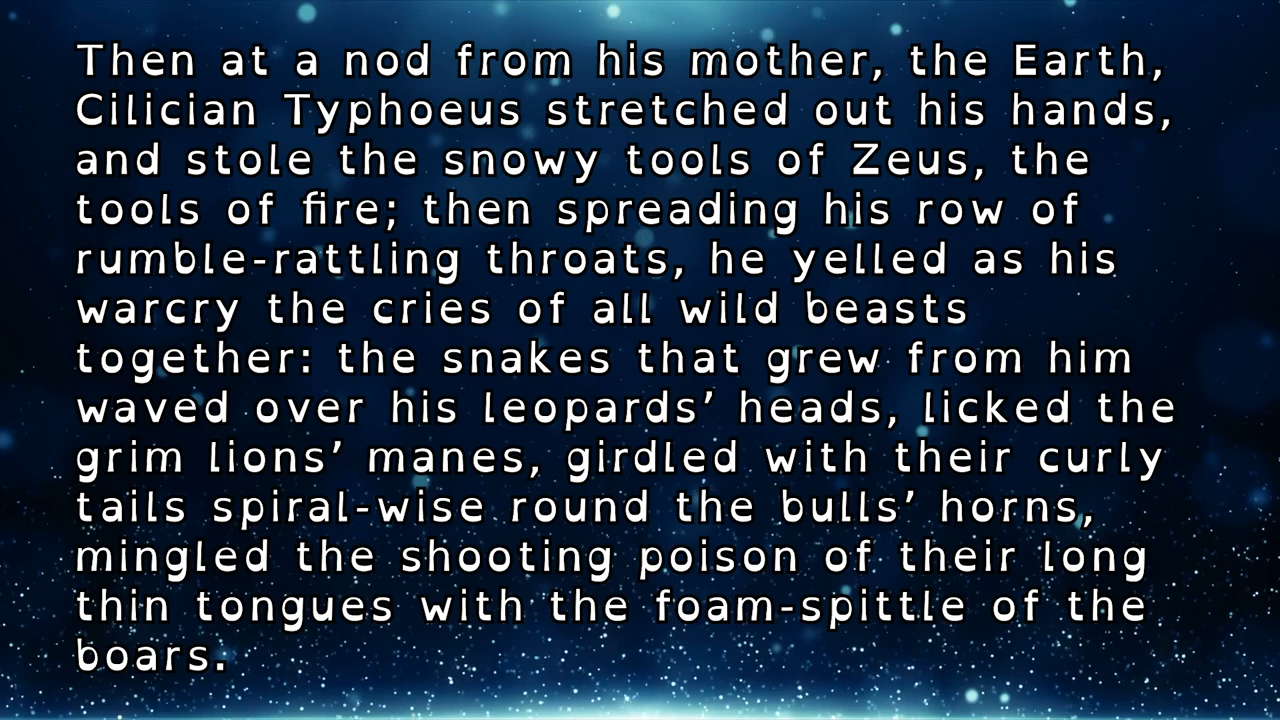 Then at a nod from his mother, the Earth,
Cilician Typhoeus stretched out his hands,
and stole the snowy tools of Zeus, the
tools of fire; then spreading his row of
rumble-rattling throats, he yelled as his
warcry the cries of all wild beasts
together: the snakes that grew from him
waved over his leopards’ heads, licked the
grim lions’ manes, girdled with their curly
tails spiral-wise round the bulls’ horns,
mingled the shooting poison of their long
thin tongues with the foam-spittle of the
boars.